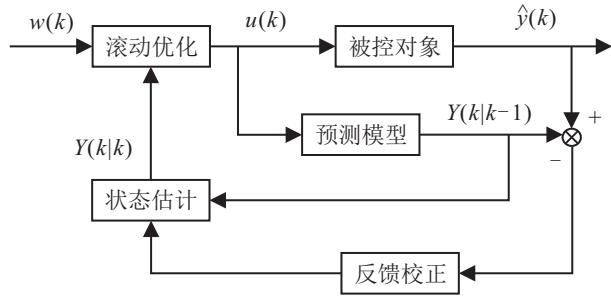 w(k)
滚动优化
u(k)
被控对象
ŷ(k)
预测模型
Y(k|k−1)
+
−
Y(k|k)
状态估计
反馈校正